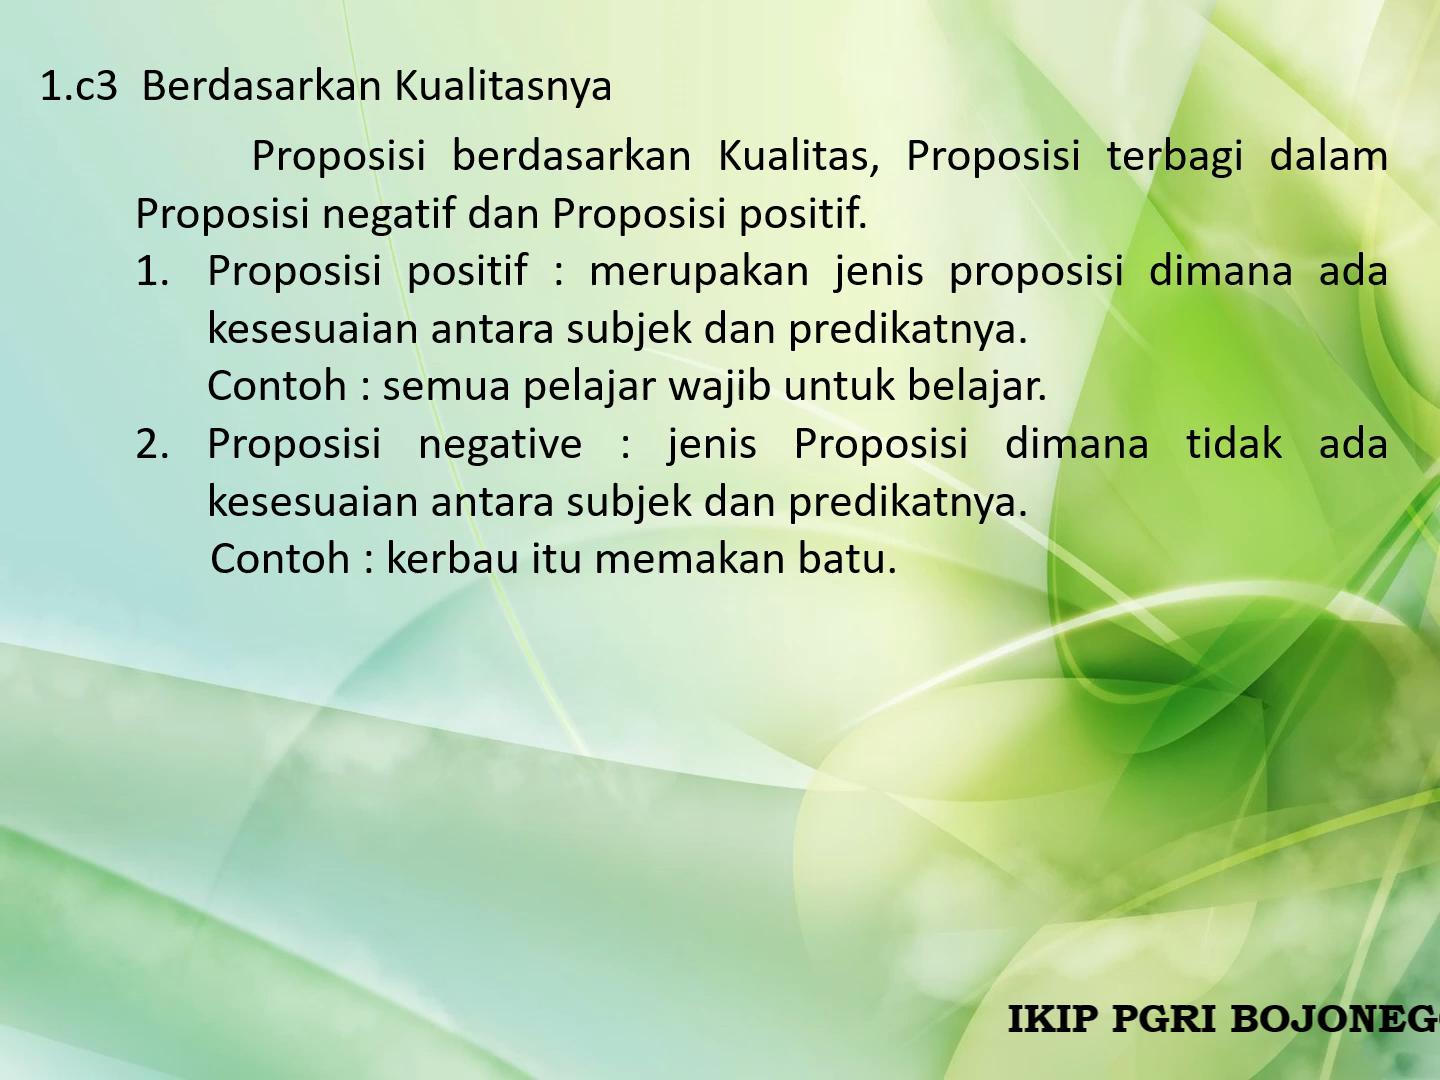 1.c3 Berdasarkan Kualitasnya
Proposisi berdasarkan Kualitas, Proposisi terbagi dalam
Proposisi negatif dan Proposisi positif.
1. Proposisi positif : merupakan jenis proposisi dimana ada
kesesuaian antara subjek dan predikatnya.
Contoh : semua pelajar wajib untuk belajar.
2. Proposisi negative : jenis Proposisi dimana tidak ada
kesesuaian antara subjek dan predikatnya.
Contoh : kerbau itu memakan batu.
IKIP PGRI